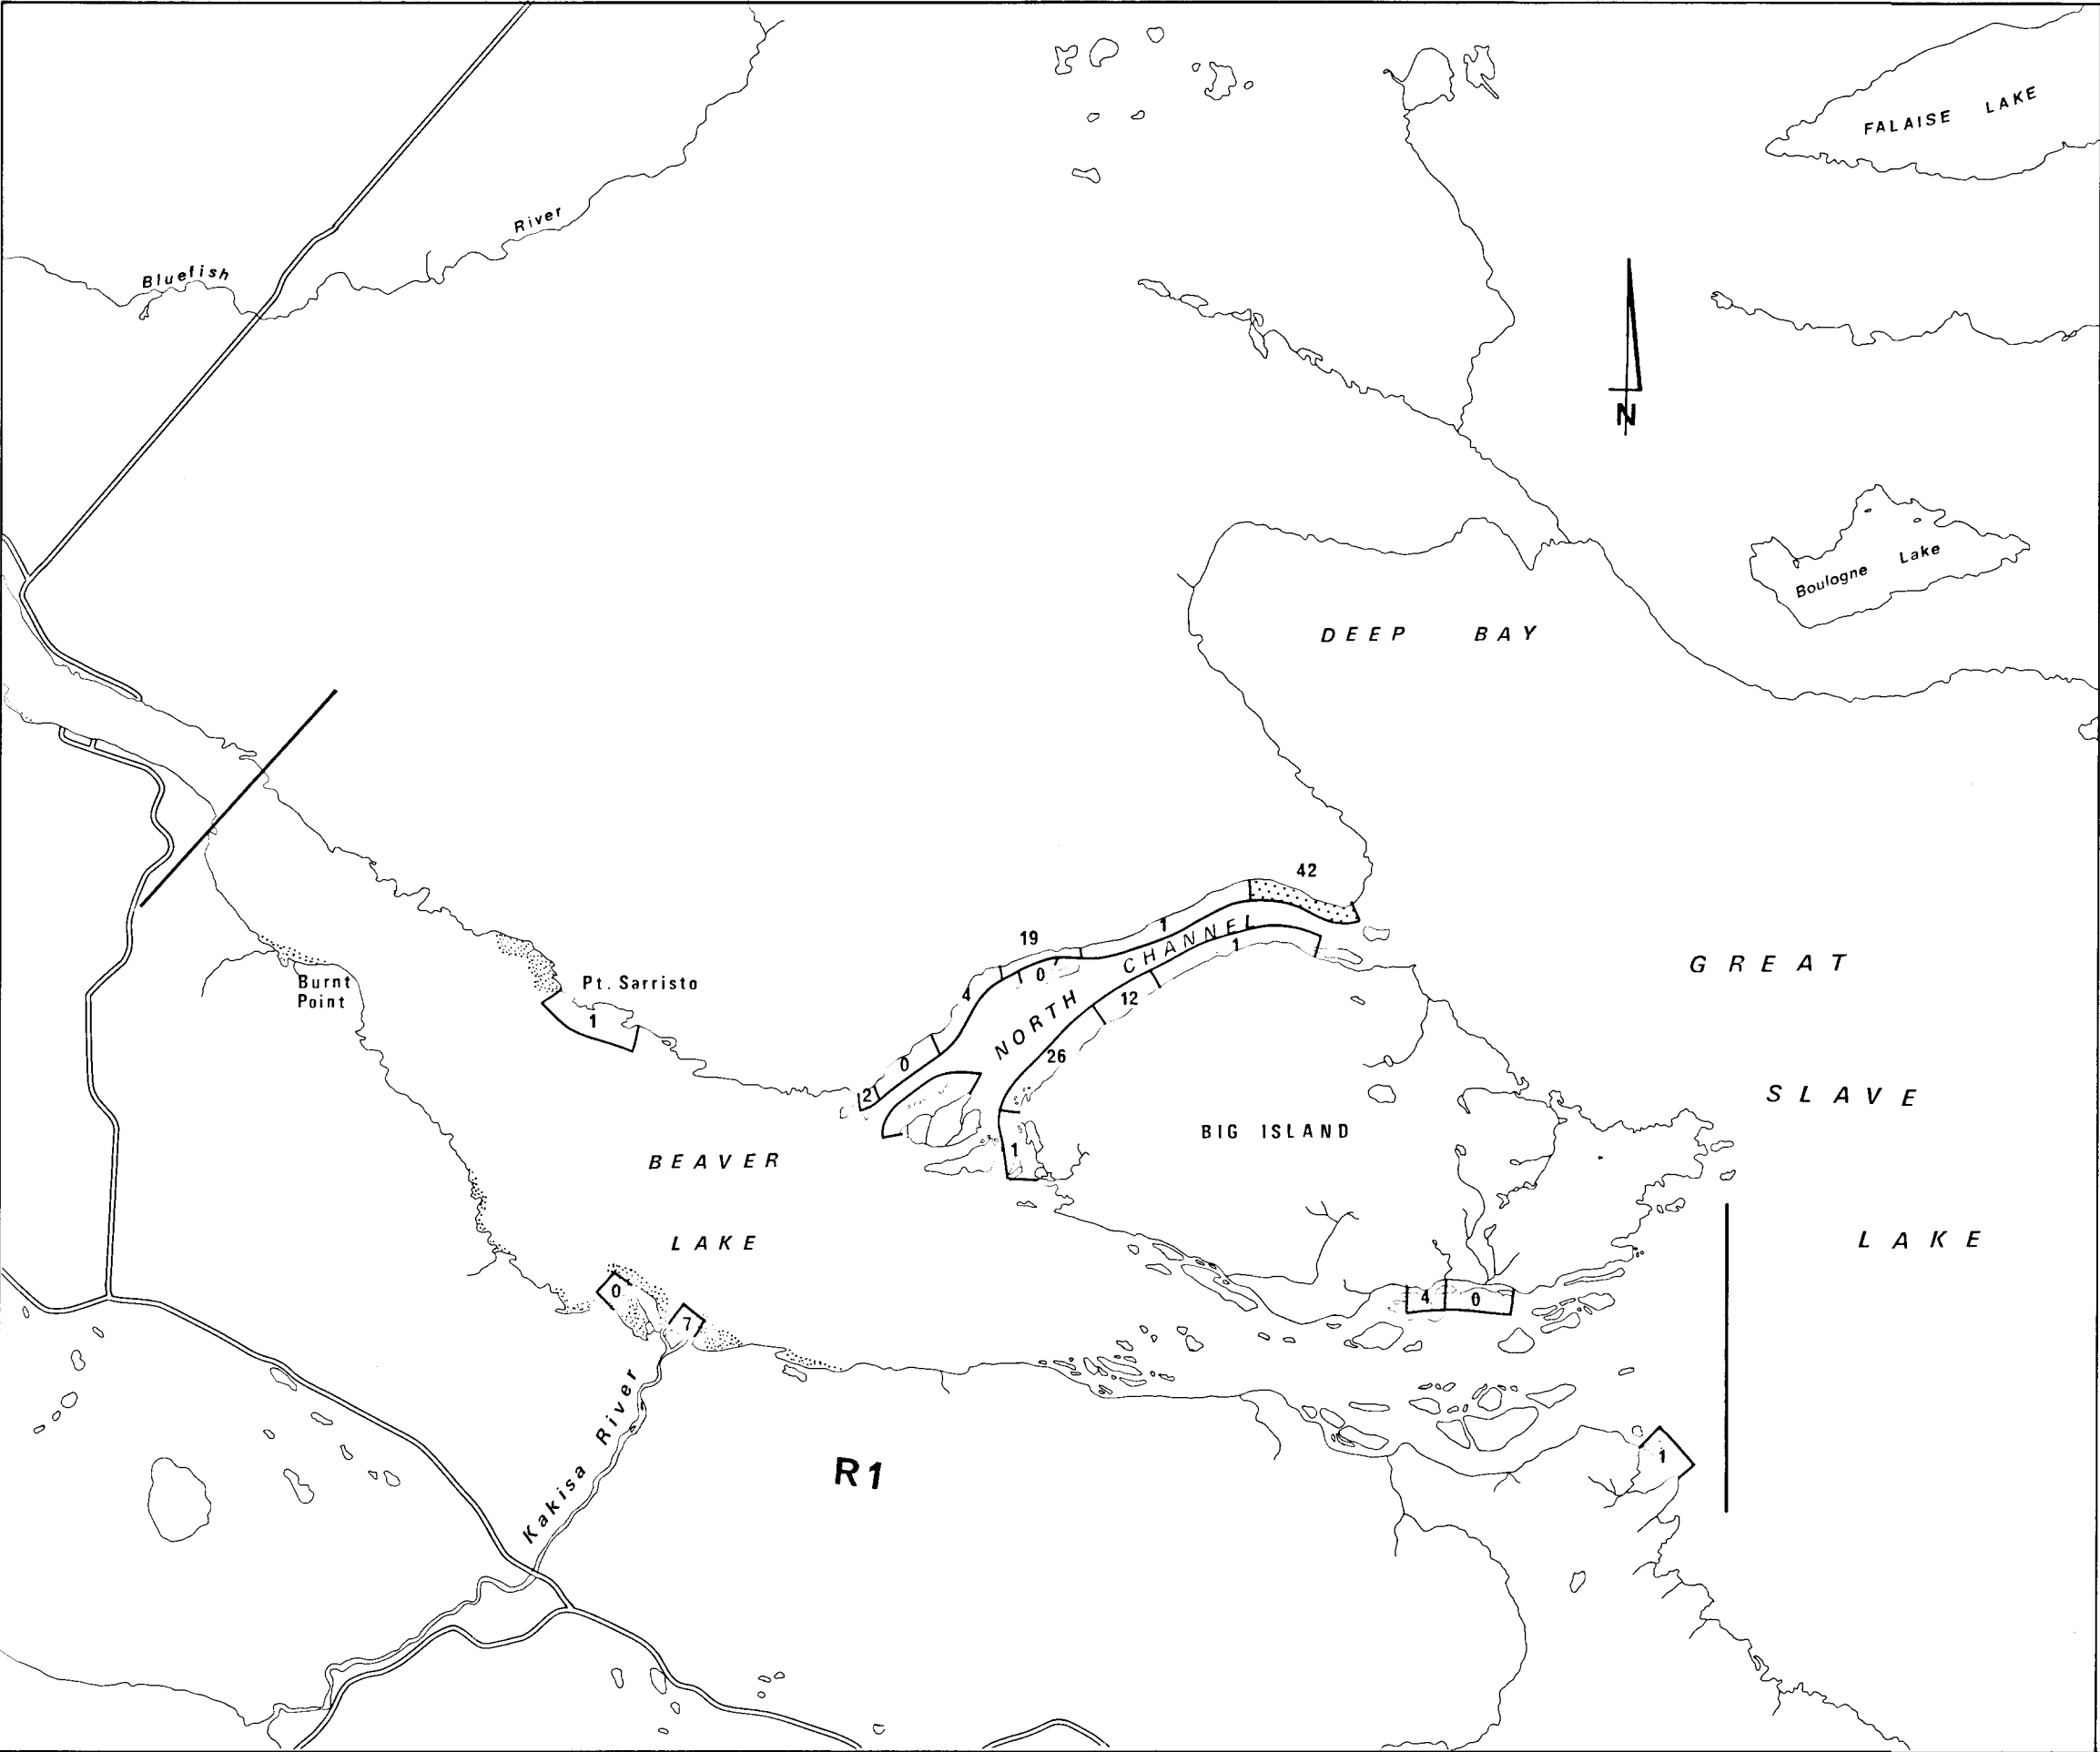 FALAISE LAKE
River
Bluefish
N
Boulogne Lake
DEEP BAY
42
19
1
CHANNEL
1
0
GREAT
Pt. Sarristo
Burnt
Point
4
12
1
NORTH
26
0
2
SLAVE
BIG ISLAND
1
BEAVER
LAKE
LAKE
0
4
0
7
Kakisa River
R1
1